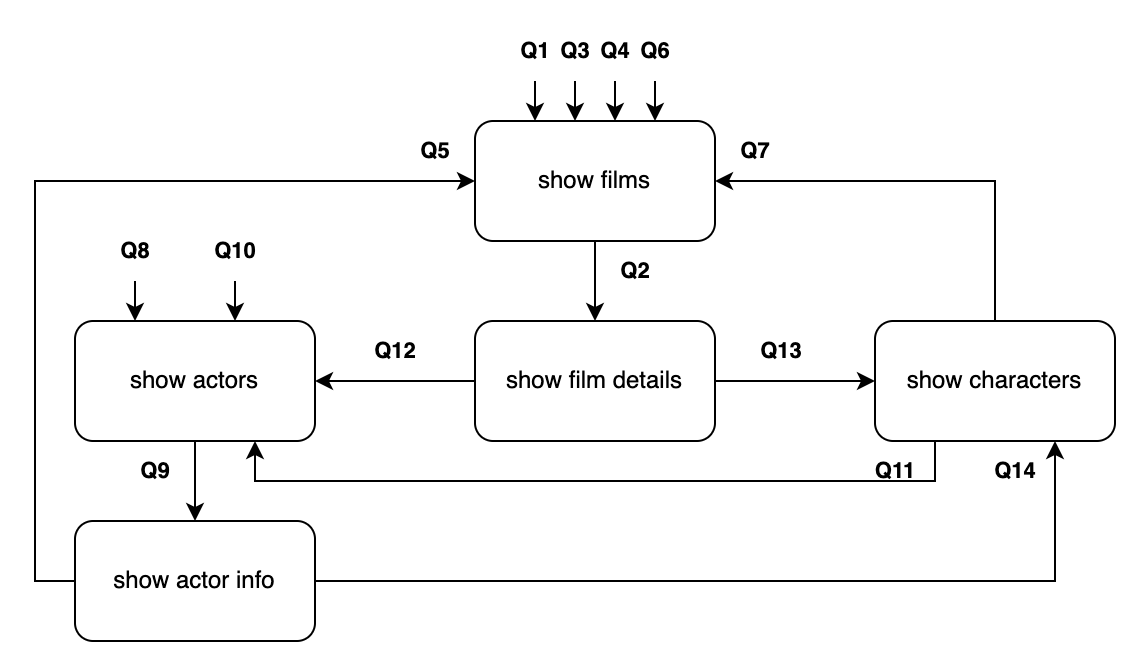 Q1 Q3 Q4 Q6
Q5
show films
Q7
Q8 Q10
Q2
show actors
Q12
show film details
Q13
show characters
Q9
Q11
Q14
show actor info